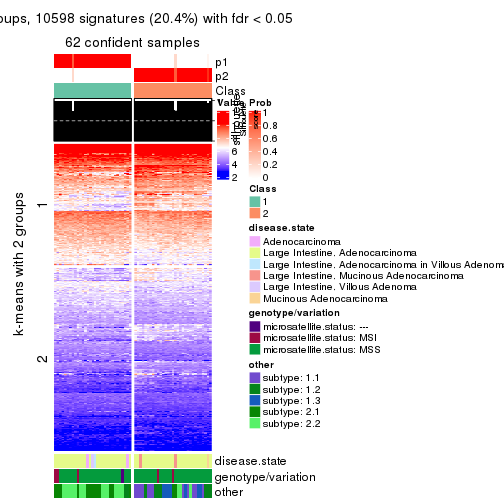 oups, 10598 signatures (20.4%) with fdr < 0.05
62 confident samples
p1
p2
Class
silhouette
score
Value
6
4
2
Prob
1
0.8
0.6
0.4
0.2
0
Class
1
2
disease.state
Adenocarcinoma
Large Intestine. Adenocarcinoma
Large Intestine. Adenocarcinoma in Villous Adenom
Large Intestine. Mucinous Adenocarcinoma
Large Intestine. Villous Adenoma
Mucinous Adenocarcinoma
genotype/variation
microsatellite.status: ---
microsatellite.status: MSI
microsatellite.status: MSS
other
subtype: 1.1
subtype: 1.2
subtype: 1.3
subtype: 2.1
subtype: 2.2
k-means with 2 groups
1
2
disease.state
genotype/variation
other